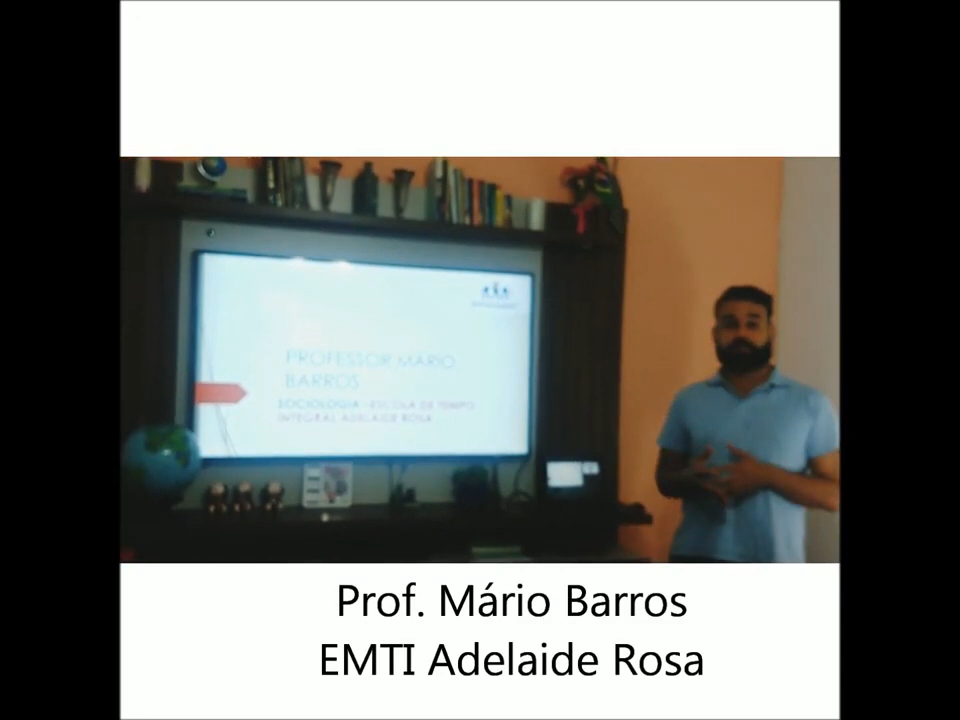 PROFESSOR MÁRIO
BARROS
SOCIOLOGIA - ESCOLA DE TEMPO
INTEGRAL ADELAIDE ROSA
Prof. Mário Barros
EMTI Adelaide Rosa